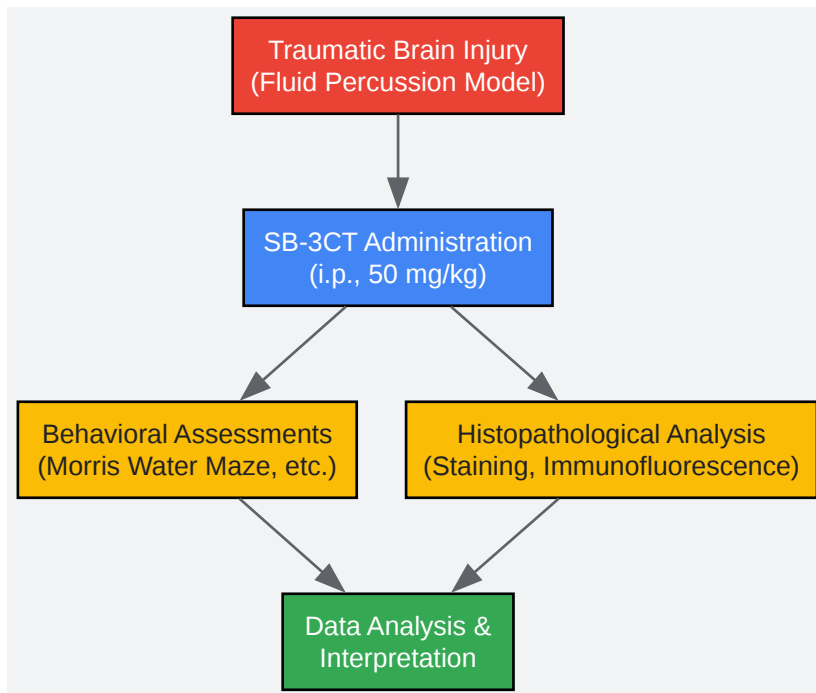 Traumatic Brain Injury
(Fluid Percussion Model)
SB-3CT Administration
(i.p., 50 mg/kg)
Behavioral Assessments
(Morris Water Maze, etc.)
Histopathological Analysis
(Staining, Immunofluorescence)
Data Analysis &
Interpretation